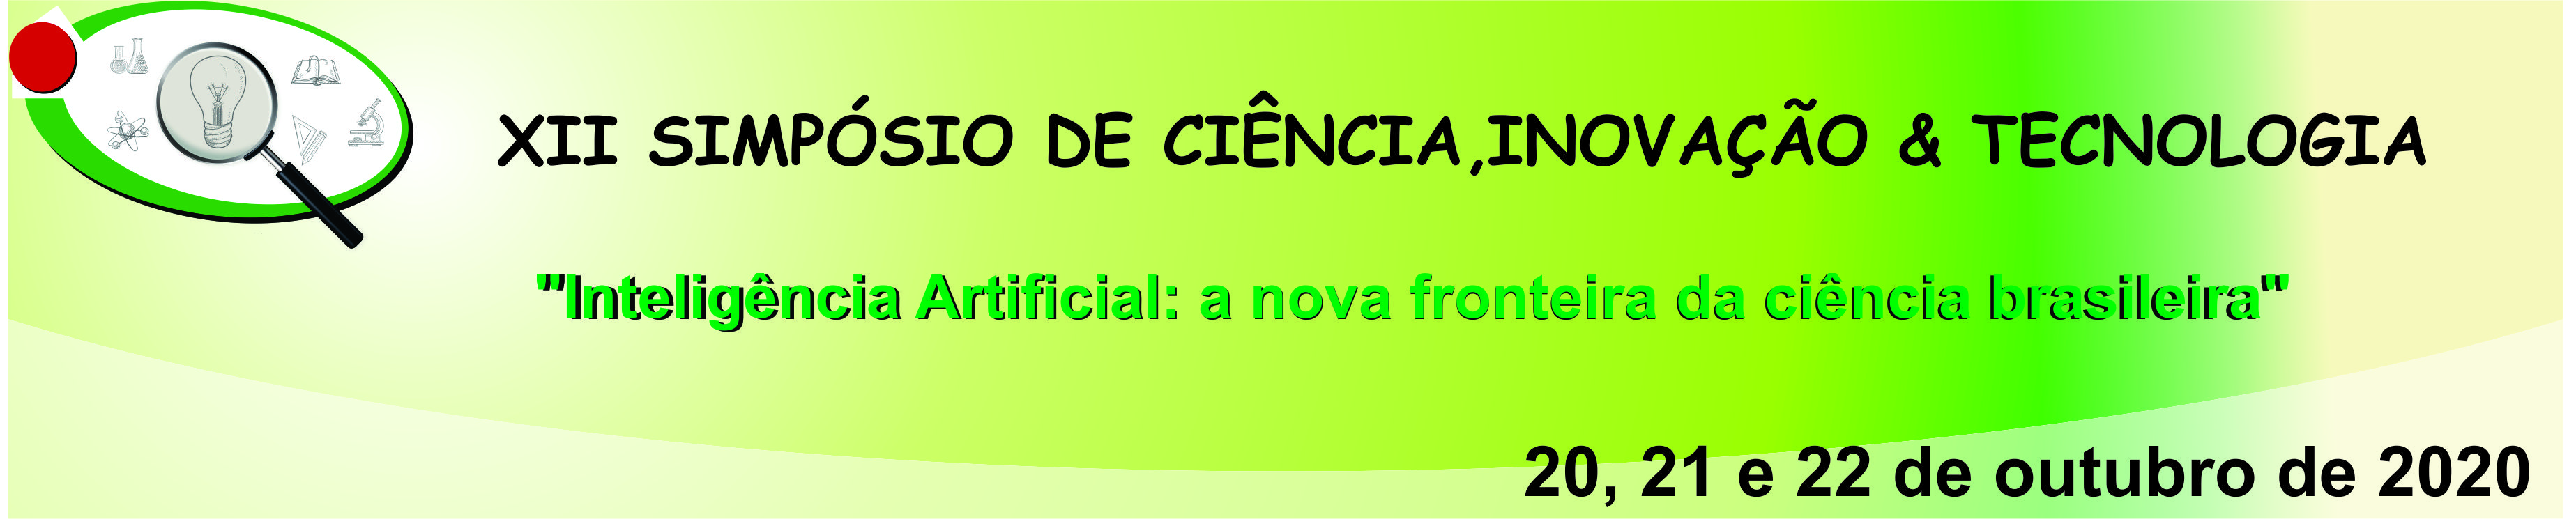 XII SIMPÓSIO DE CIÊNCIA,INOVAÇÃO & TECNOLOGIA
"Inteligência Artificial: a nova fronteira da ciência brasileira"
20, 21 e 22 de outubro de 2020